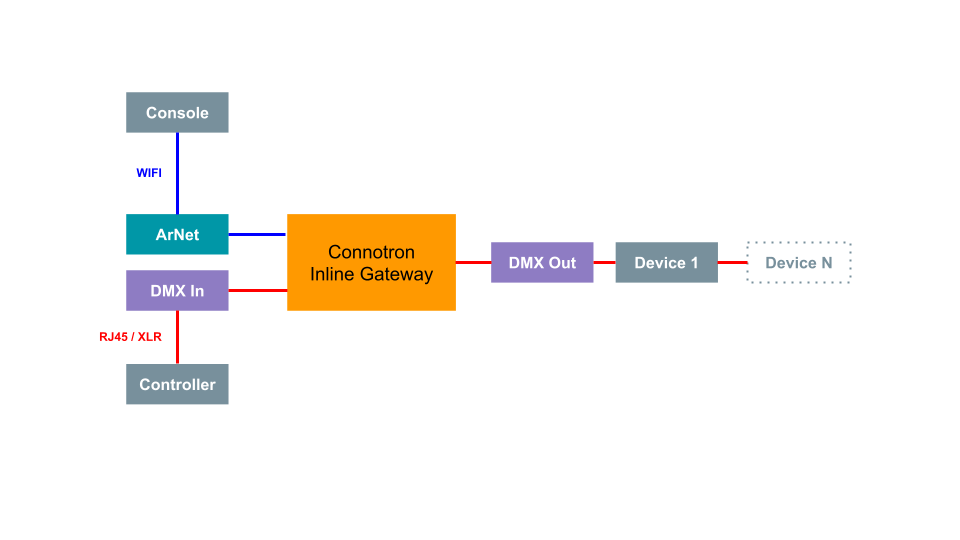 Console
WIFI
ArNet
Connotron
Inline Gateway
DMX In
DMX Out
Device 1
Device N
RJ45 / XLR
Controller